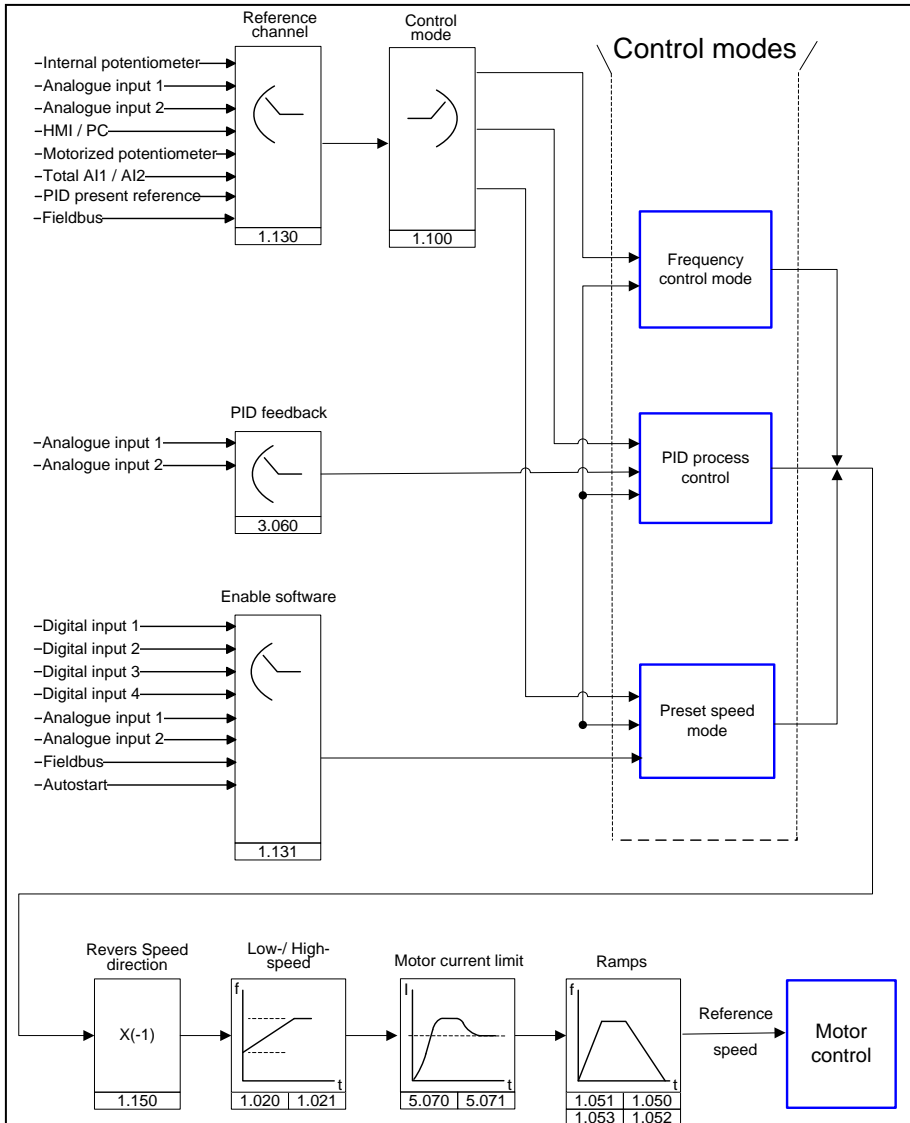 Reference
channel
Control
mode
Control modes
Internal potentiometer
Analogue input 1
Analogue input 2
HMI / PC
Motorized potentiometer
Total AI1 / AI2
PID present reference
Fieldbus
1.130
1.100
Frequency
control mode
PID feedback
Analogue input 1
Analogue input 2
3.060
PID process
control
Enable software
Digital input 1
Digital input 2
Digital input 3
Digital input 4
Analogue input 1
Analogue input 2
Fieldbus
Autostart
1.131
Preset speed
mode
Revers Speed
direction
X(-1)
1.150
Low-/ High-
speed
f
t
1.020 1.021
Motor current limit
I
t
5.070 5.071
Ramps
f
t
1.051 1.050
1.053 1.052
Reference
speed
Motor
control